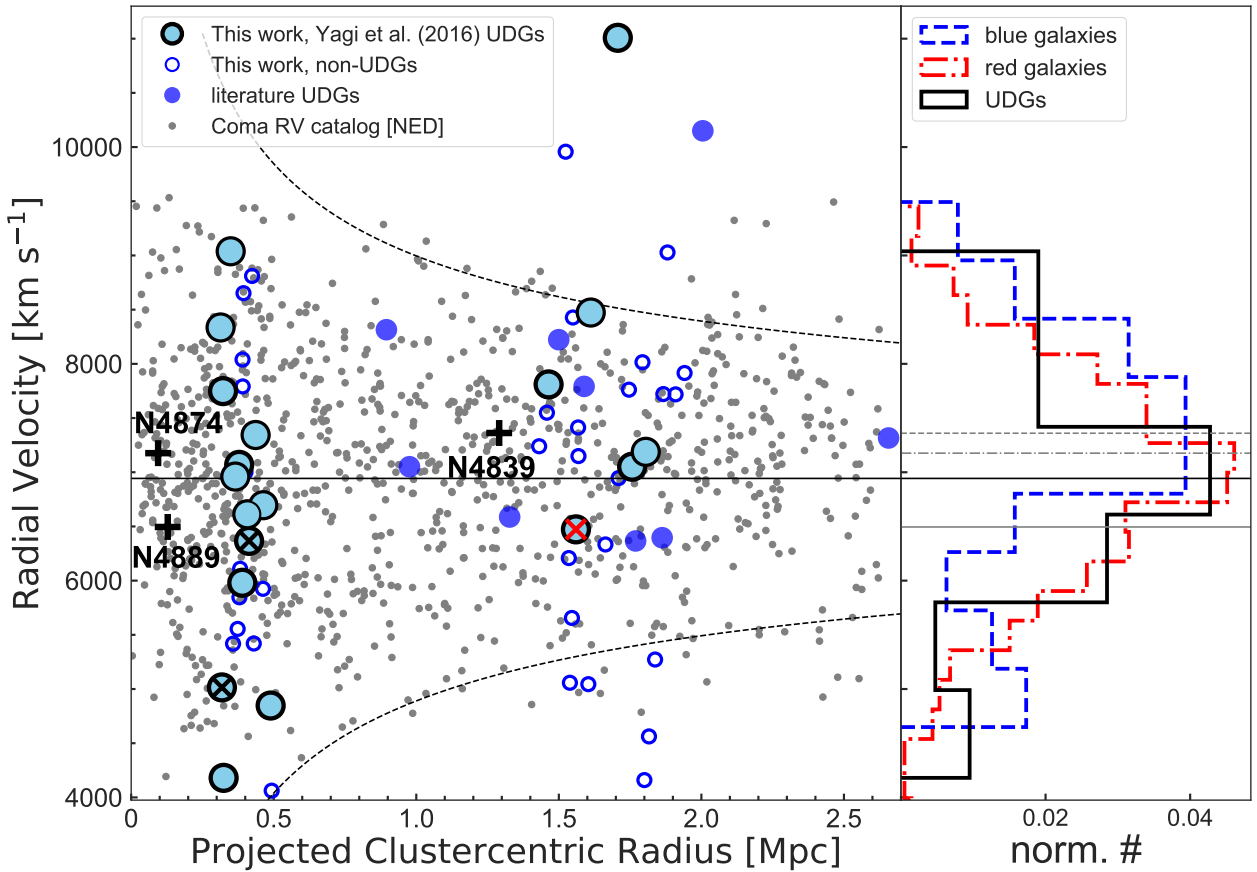 This work, Yagi et al. (2016) UDGs
This work, non-UDGs
literature UDGs
Coma RV catalog [NED]
blue galaxies
red galaxies
UDGs
10000
8000
6000
4000
Radial Velocity [km s⁻¹]
N4874
N4839
N4889
0
0.5
1.0
1.5
2.0
2.5
0.02
0.04
Projected Clustercentric Radius [Mpc]
norm. #